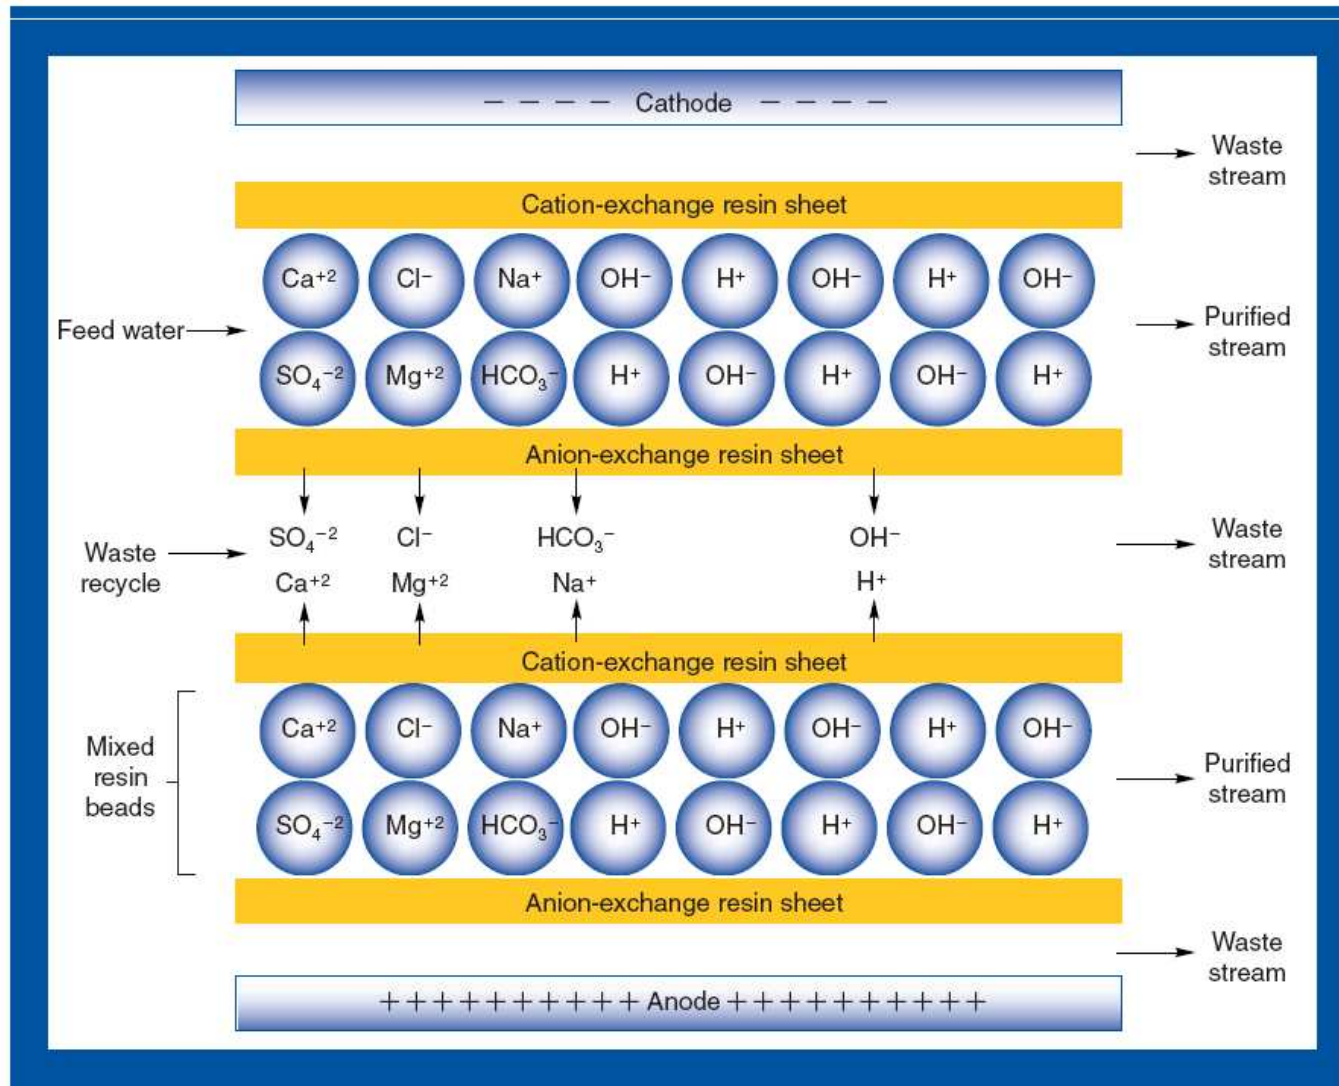 − − − − Cathode − − − −
Waste
stream
Cation-exchange resin sheet
Ca⁺² Cl⁻ Na⁺ OH⁻ H⁺ OH⁻ H⁺ OH⁻
Feed water
Purified
stream
SO₄⁻² Mg⁺² HCO₃⁻ H⁺ OH⁻ H⁺ OH⁻ H⁺
Anion-exchange resin sheet
SO₄⁻² Cl⁻ HCO₃⁻ OH⁻
Waste
recycle
Waste
stream
Ca⁺² Mg⁺² Na⁺ H⁺
Cation-exchange resin sheet
Ca⁺² Cl⁻ Na⁺ OH⁻ H⁺ OH⁻ H⁺ OH⁻
Mixed
resin
beads
Purified
stream
SO₄⁻² Mg⁺² HCO₃⁻ H⁺ OH⁻ H⁺ OH⁻ H⁺
Anion-exchange resin sheet
Waste
stream
++++++++++ Anode ++++++++++